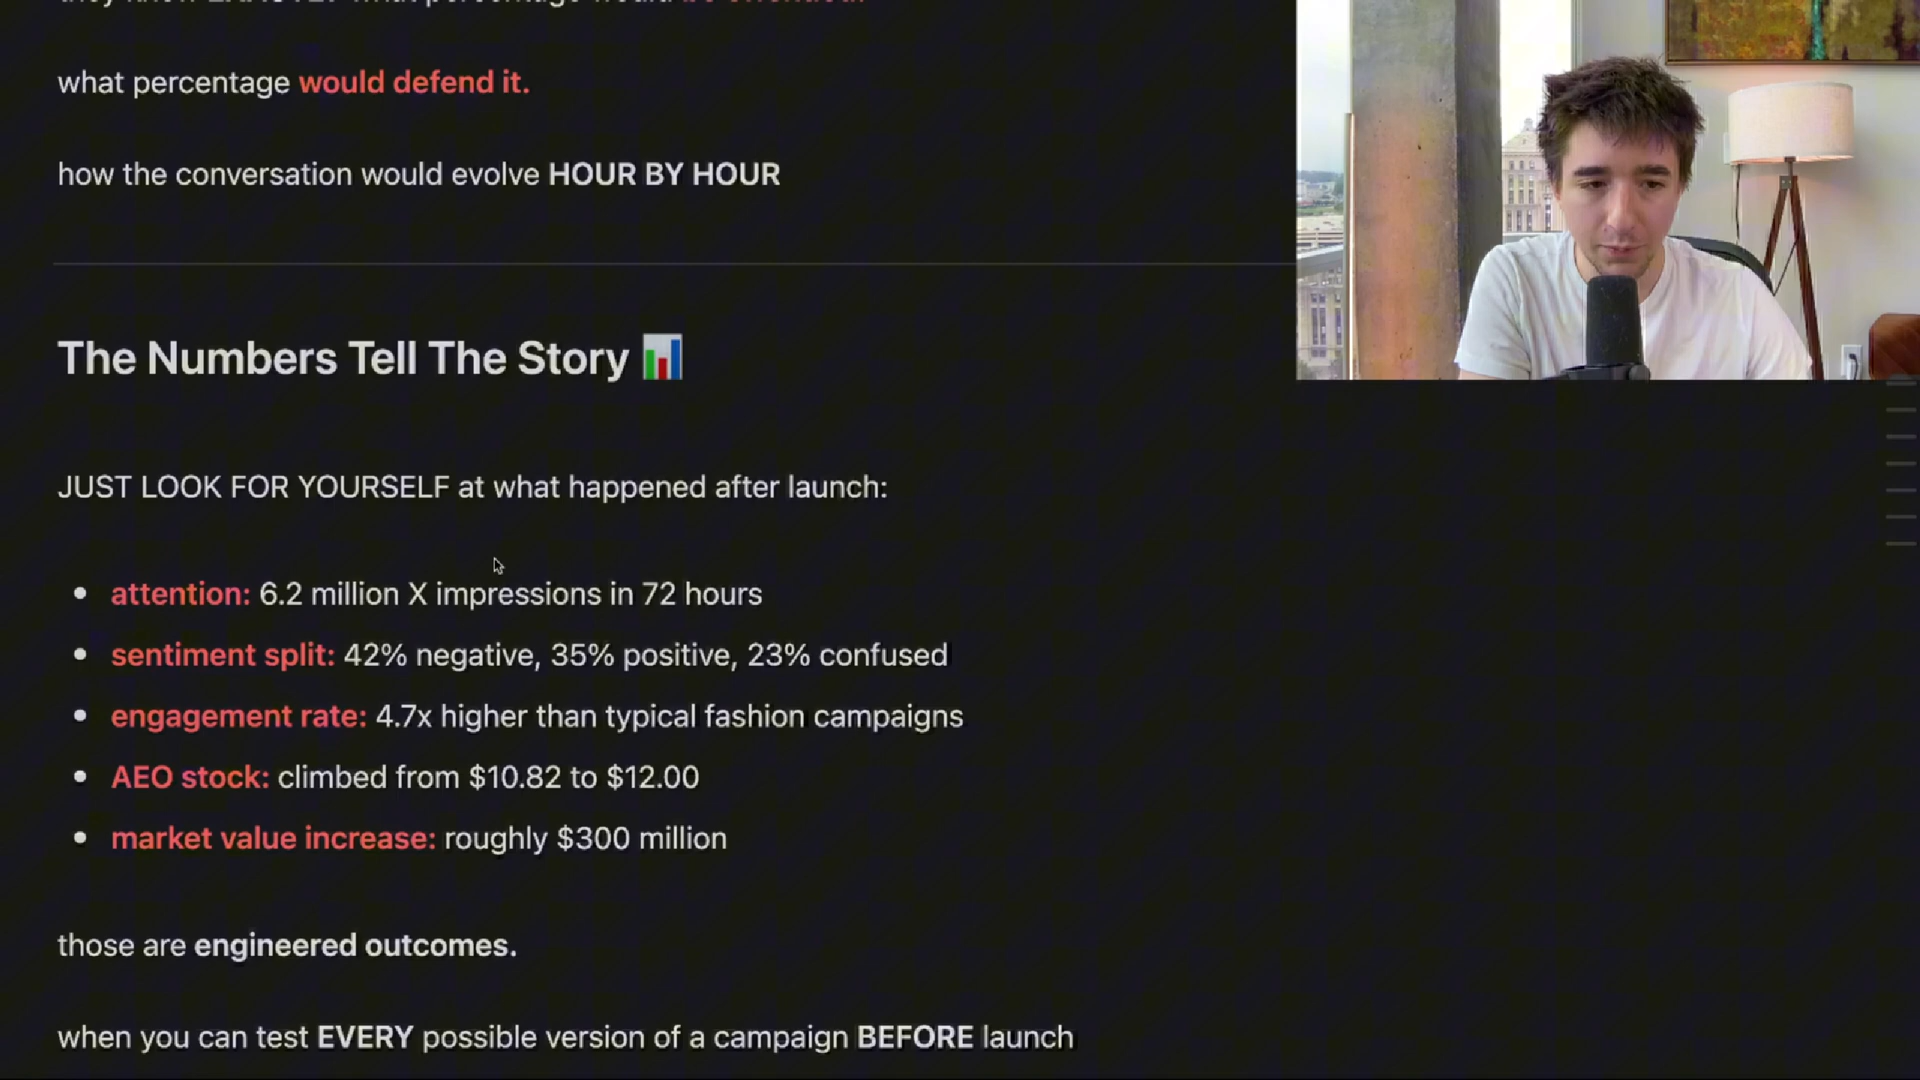 what percentage would defend it.
how the conversation would evolve HOUR BY HOUR
The Numbers Tell The Story
JUST LOOK FOR YOURSELF at what happened after launch:
attention: 6.2 million X impressions in 72 hours
sentiment split: 42% negative, 35% positive, 23% confused
engagement rate: 4.7x higher than typical fashion campaigns
AEO stock: climbed from $10.82 to $12.00
market value increase: roughly $300 million
those are engineered outcomes.
when you can test EVERY possible version of a campaign BEFORE launch